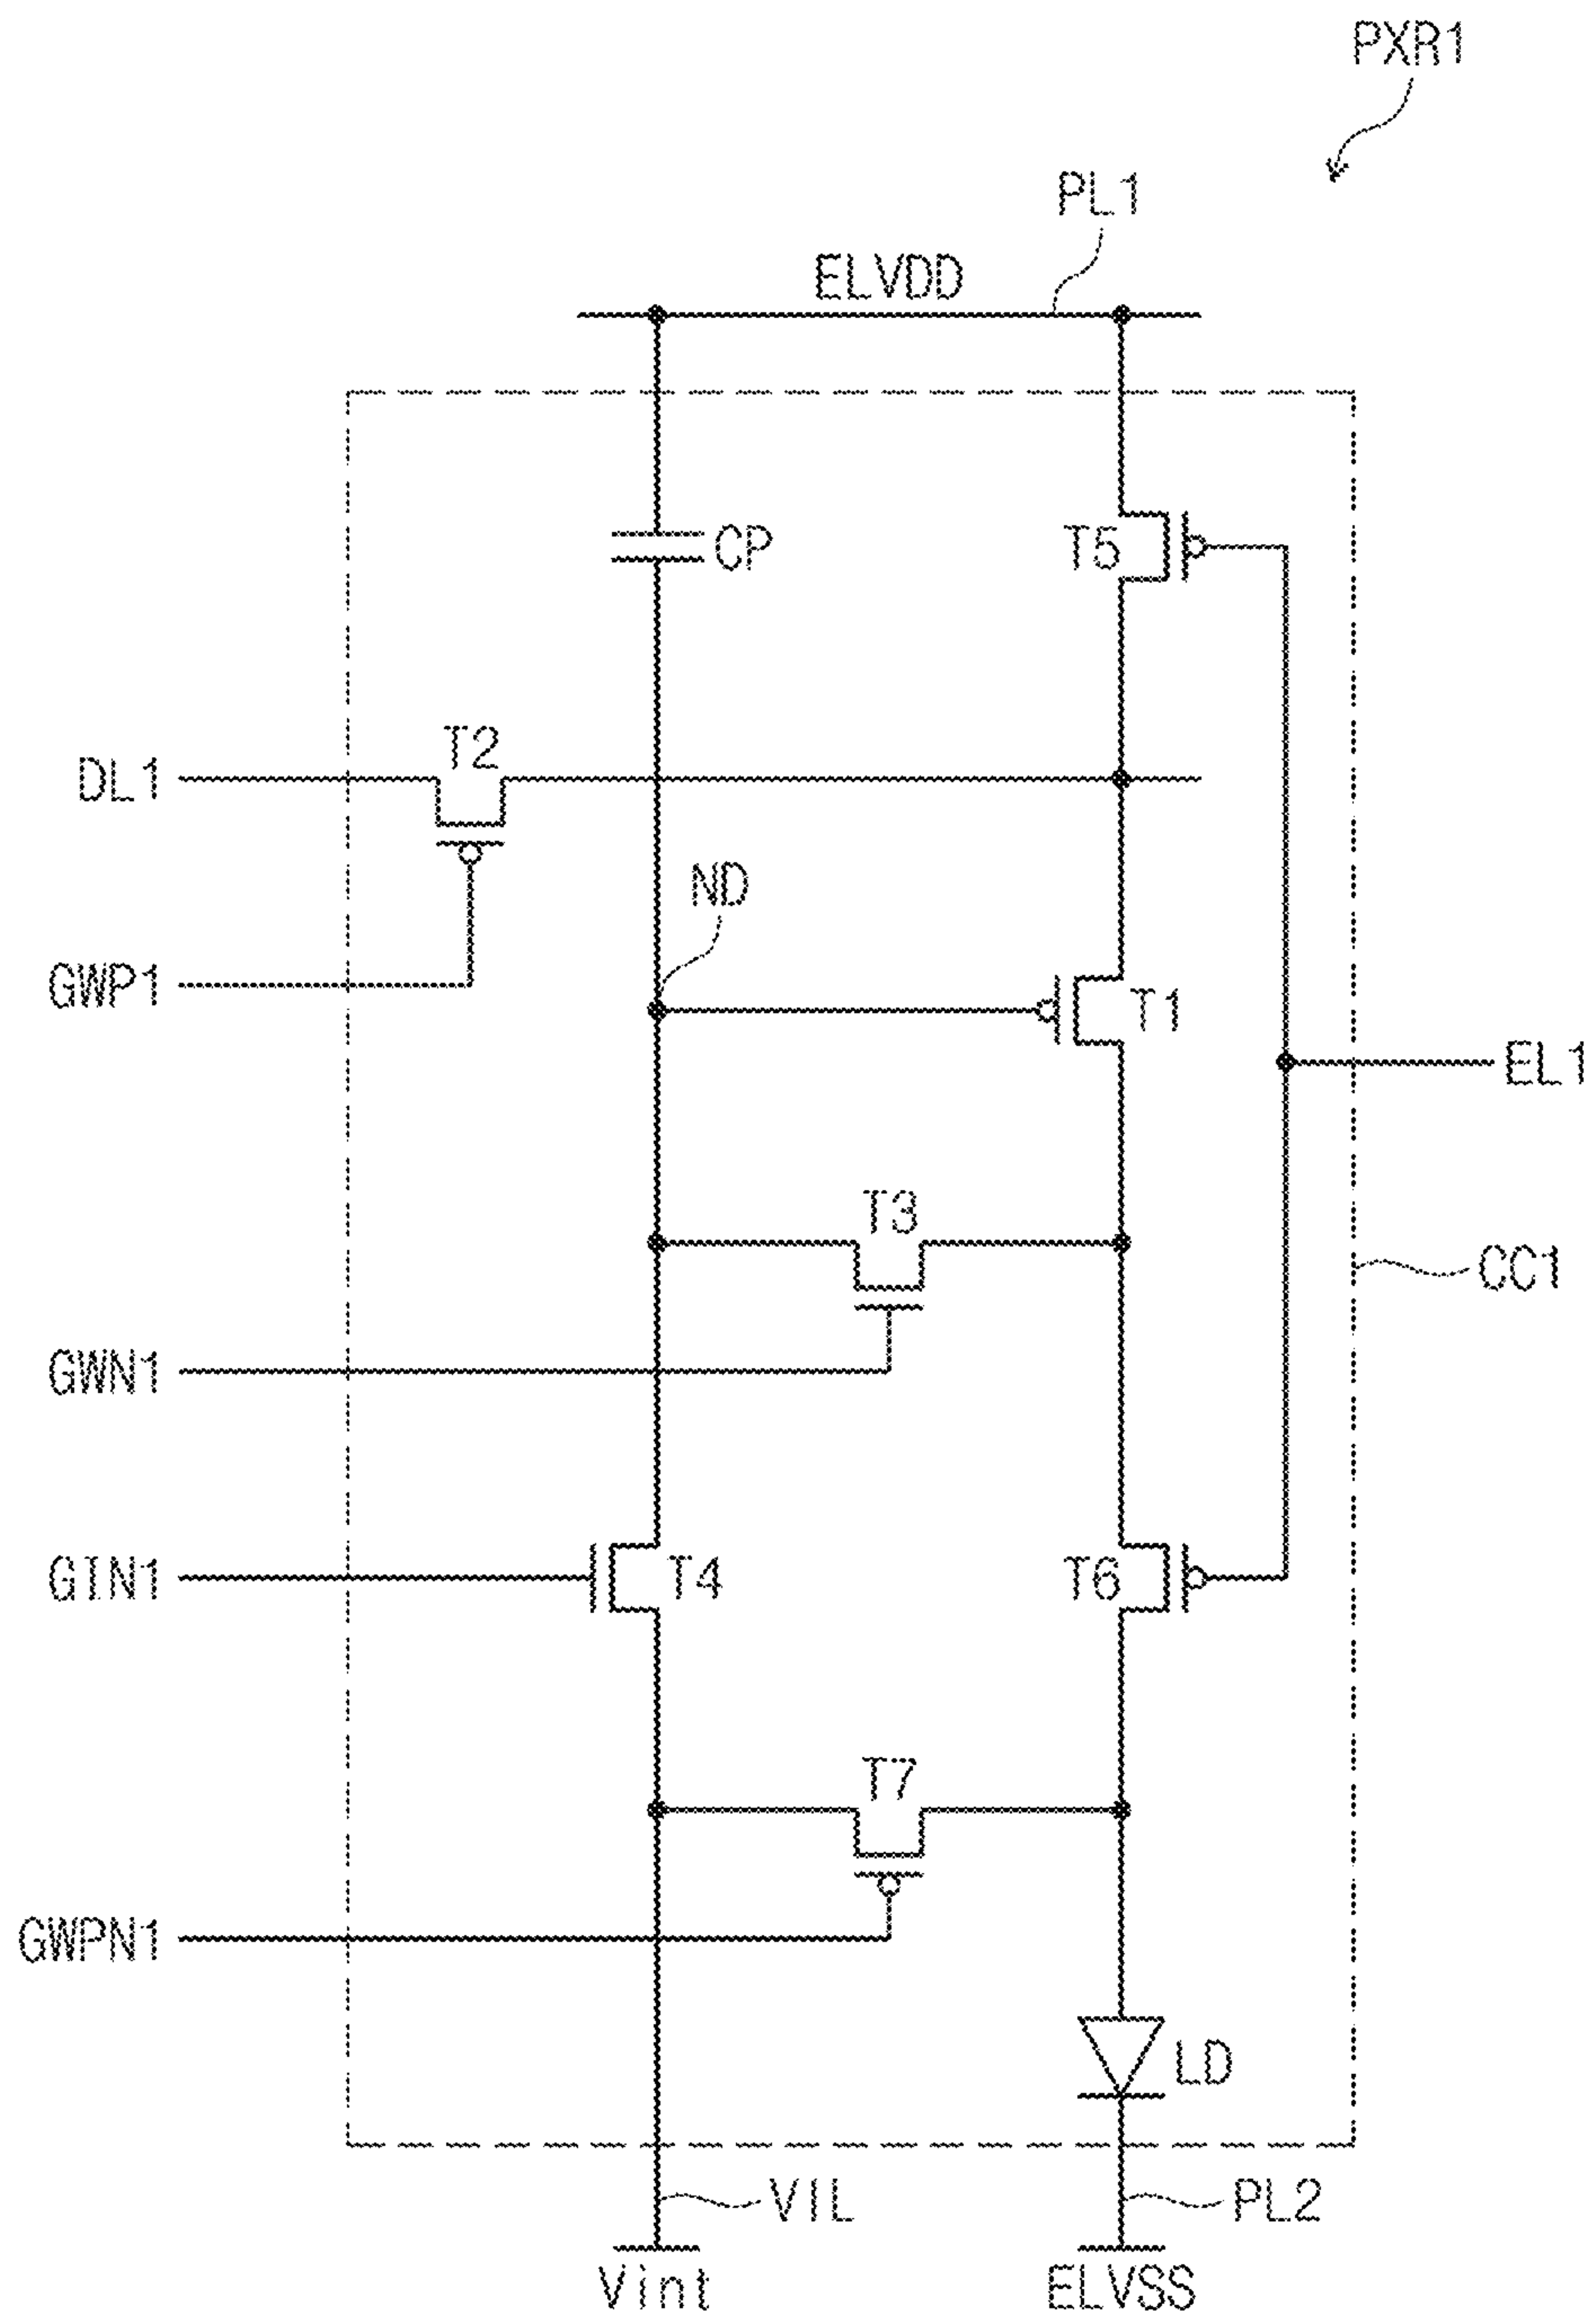 PXR1
PL1
ELVDD
T5
CP
T2
DL1
ND
GWP1
T1
EL1
T3
CC1
GWN1
GIN1
T4
T6
T7
GWPN1
LD
VIL
PL2
Vint
ELVSS